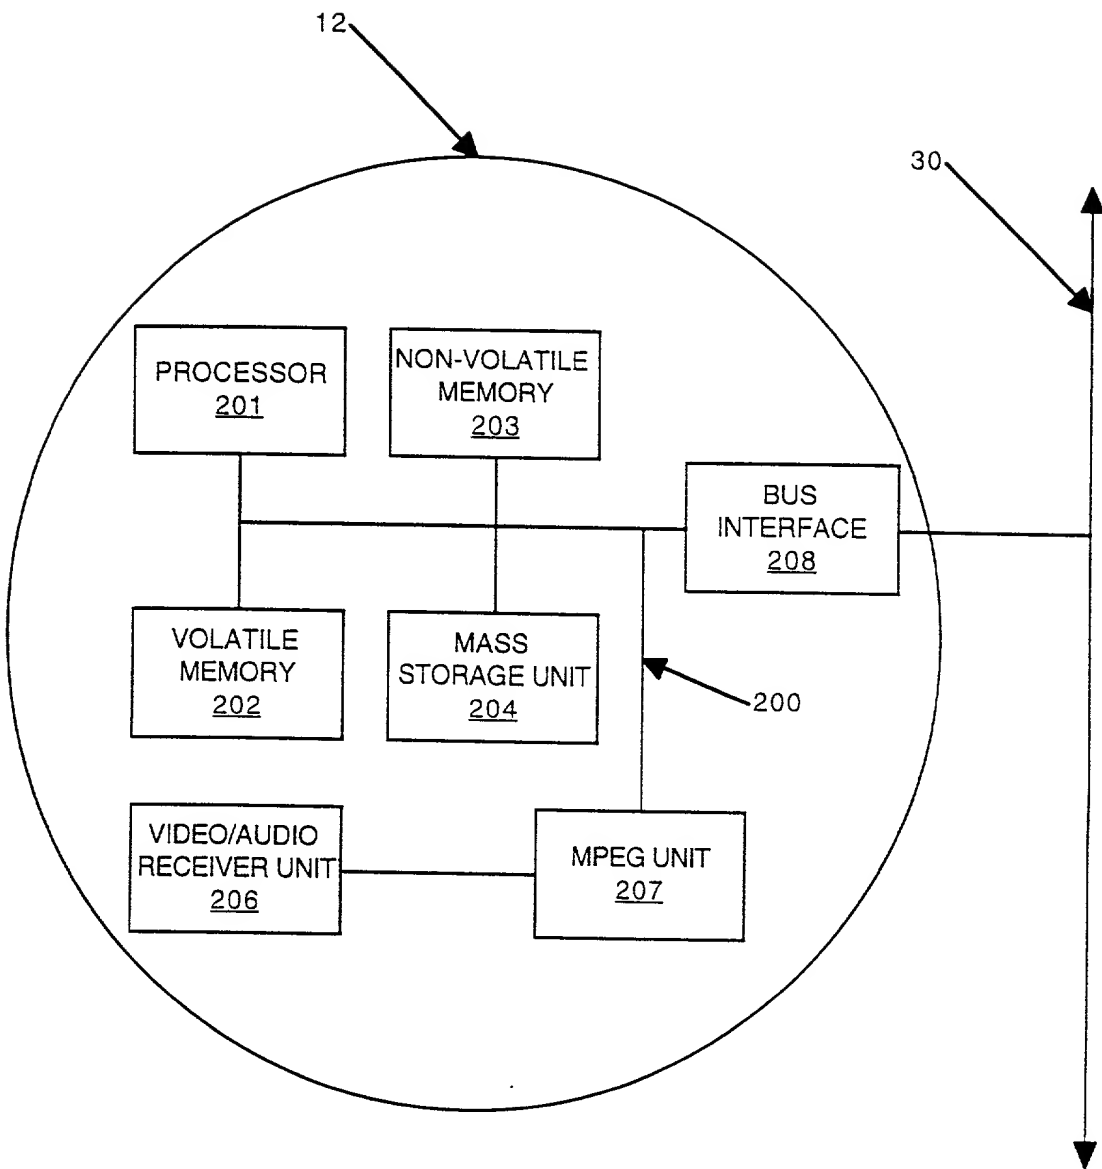 12
30
PROCESSOR
201
NON-VOLATILE
MEMORY
203
BUS
INTERFACE
208
VOLATILE
MEMORY
202
MASS
STORAGE UNIT
204
200
VIDEO/AUDIO
RECEIVER UNIT
206
MPEG UNIT
207